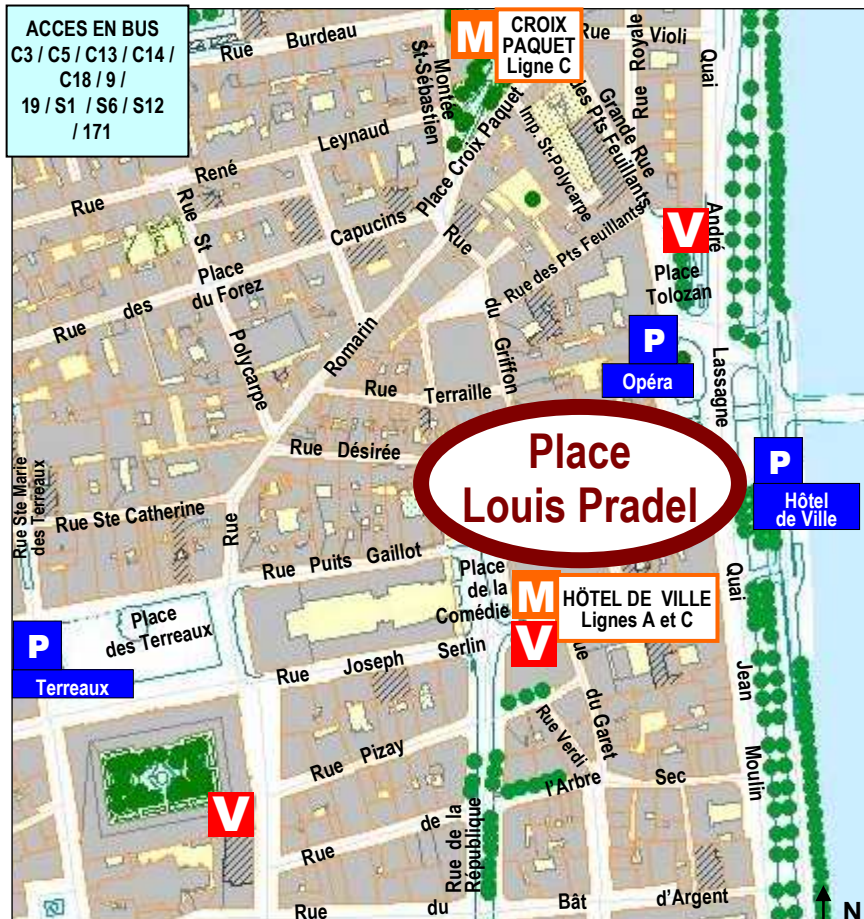 ACCES EN BUS
C3 / C5 / C13 / C14 /
C18 / 9 /
19 / S1 / S6 / S12
/ 171
Rue Burdeau
Montée
St-Sébastien
M
CROIX
PAQUET
Ligne C
Rue Violi
Rue Royale
Quai
André
Lassagne
Grande Rue
des Pts Feuillants
Imp. St-Polycarpe
Place Croix Paquet
Rue René Leynaud
Rue St Polycarpe
Rue des Capucins
Place
du Forez
Rue du Griffon
Rue des Pts Feuillants
V
Place
Tolozan
P
Opéra
Romarin
Rue Terraille
Rue Désirée
Place
Louis Pradel
P
Hôtel
de Ville
Rue Ste Marie
des Terreaux
Rue Ste Catherine
Rue
Rue Puits Gaillot
Place
de la
Comédie
M
HÖTEL DE VILLE
Lignes A et C
V
Place
des Terreaux
P
Terreaux
Rue Joseph Serlin
Quai
Jean
Moulin
Rue du Garet
Rue Verdi
Rue Pizay
V
Rue de l'Arbre Sec
Rue de la
République
Rue du Bât d'Argent
N